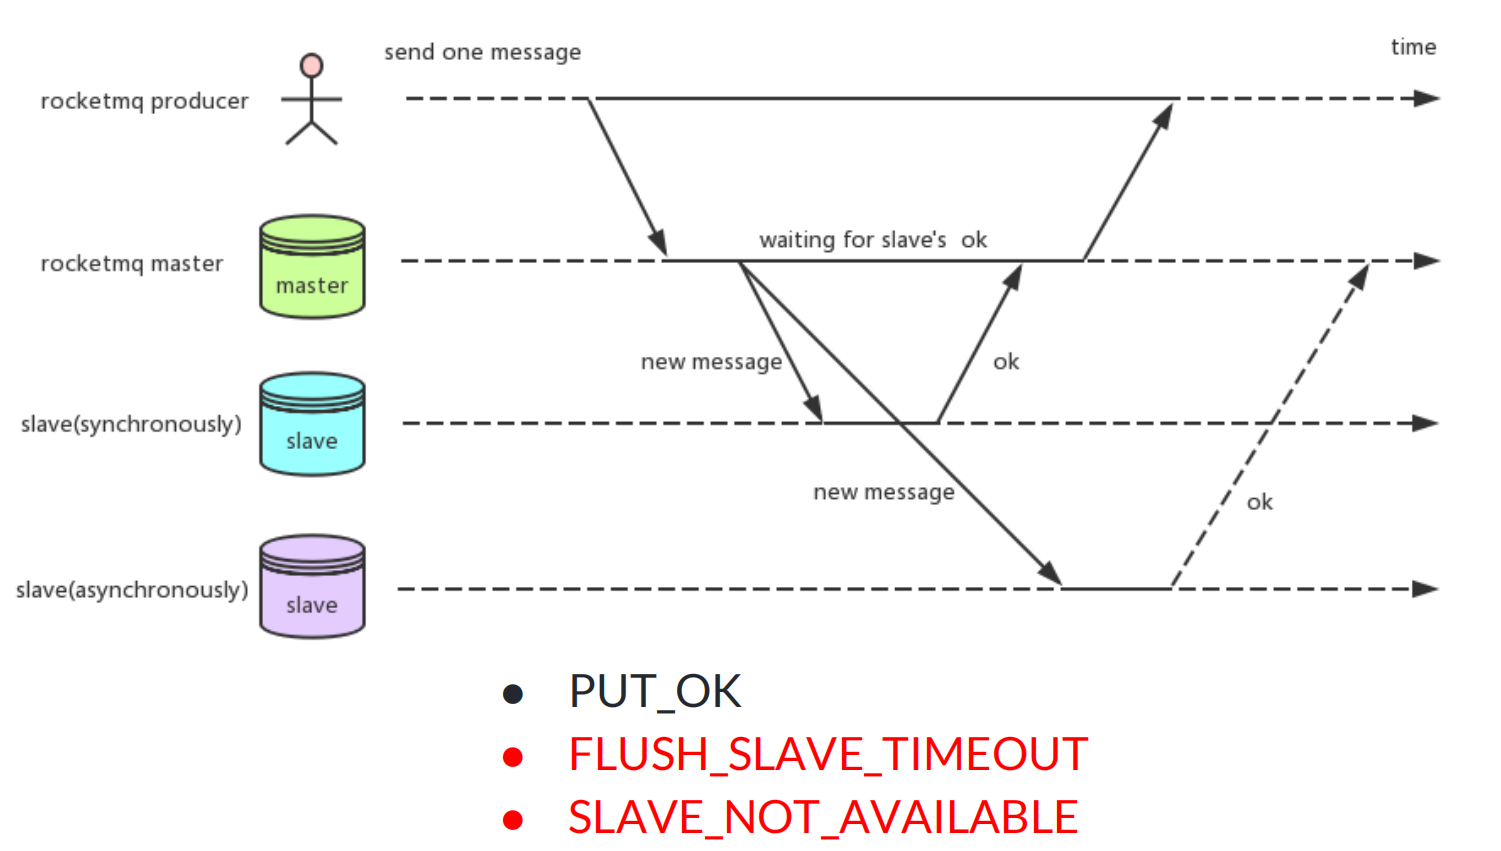 send one message
time
rocketmq producer
waiting for slave's ok
rocketmq master
master
new message
ok
slave(synchronously)
slave
new message
ok
slave(asynchronously)
slave
● PUT_OK
● FLUSH_SLAVE_TIMEOUT
● SLAVE_NOT_AVAILABLE